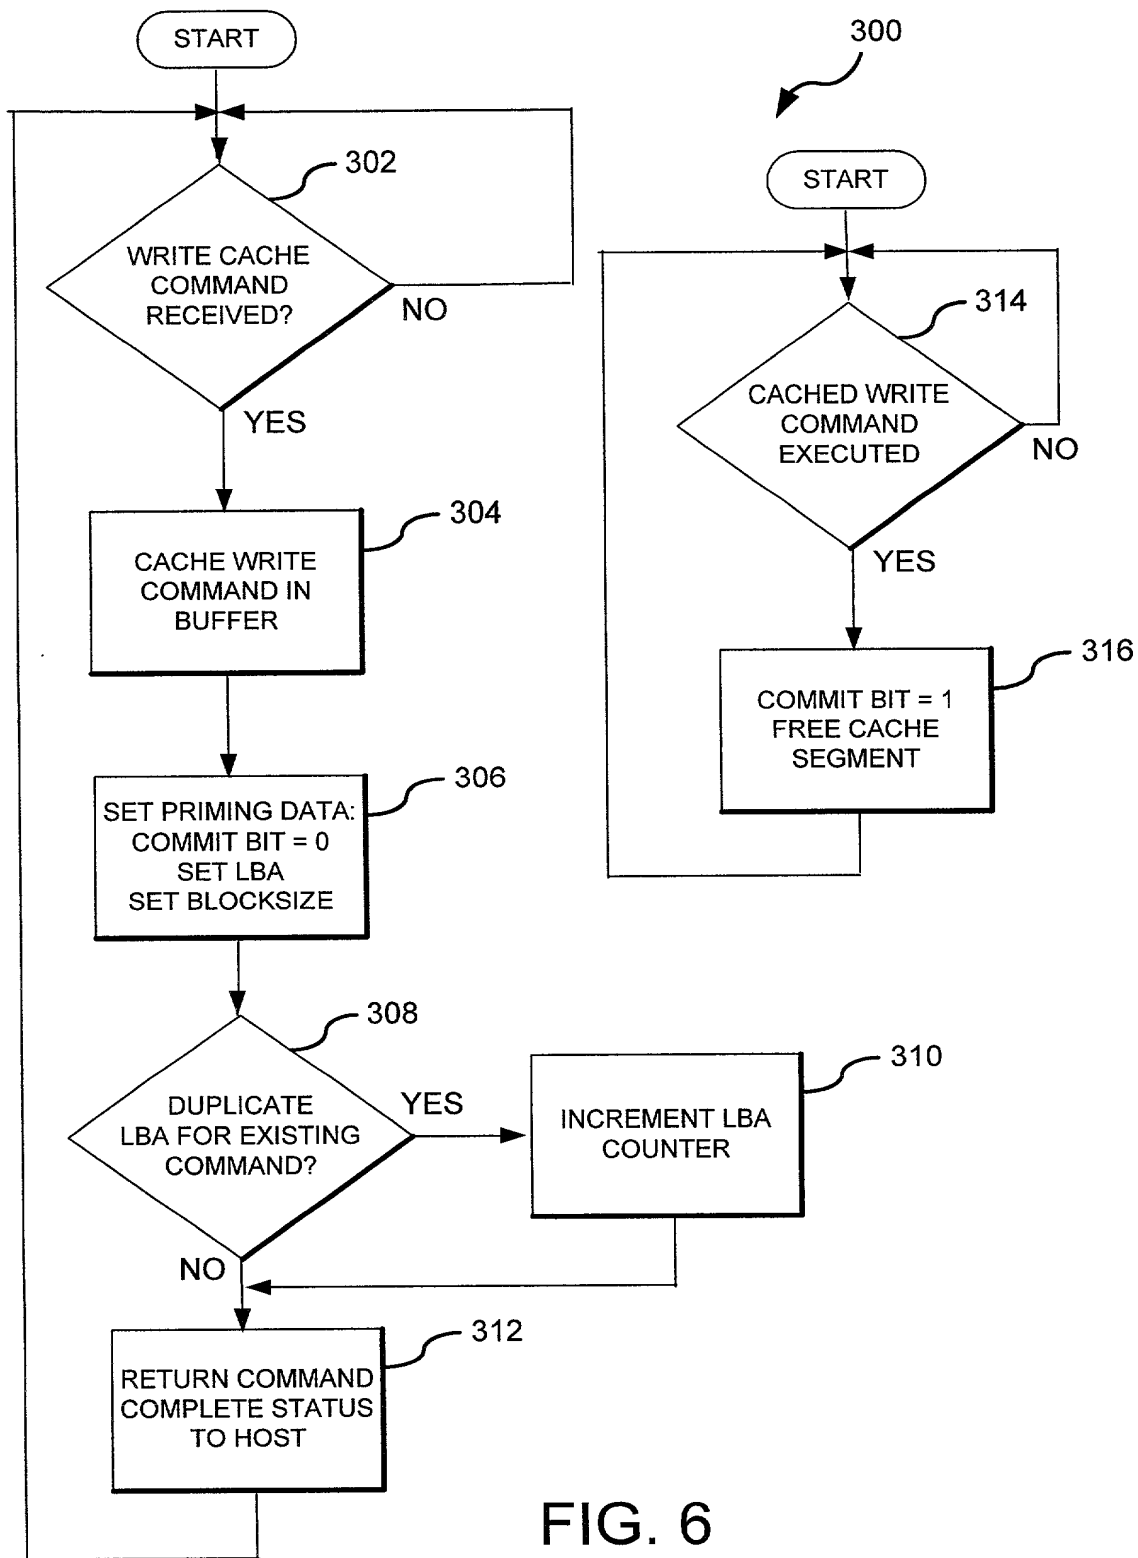 START
302
WRITE CACHE
COMMAND
RECEIVED?
NO
YES
304
CACHE WRITE
COMMAND IN
BUFFER
306
SET PRIMING DATA:
COMMIT BIT = 0
SET LBA
SET BLOCKSIZE
308
DUPLICATE
LBA FOR EXISTING
COMMAND?
YES
NO
310
INCREMENT LBA
COUNTER
312
RETURN COMMAND
COMPLETE STATUS
TO HOST
300
START
314
CACHED WRITE
COMMAND
EXECUTED
NO
YES
316
COMMIT BIT = 1
FREE CACHE
SEGMENT
FIG. 6